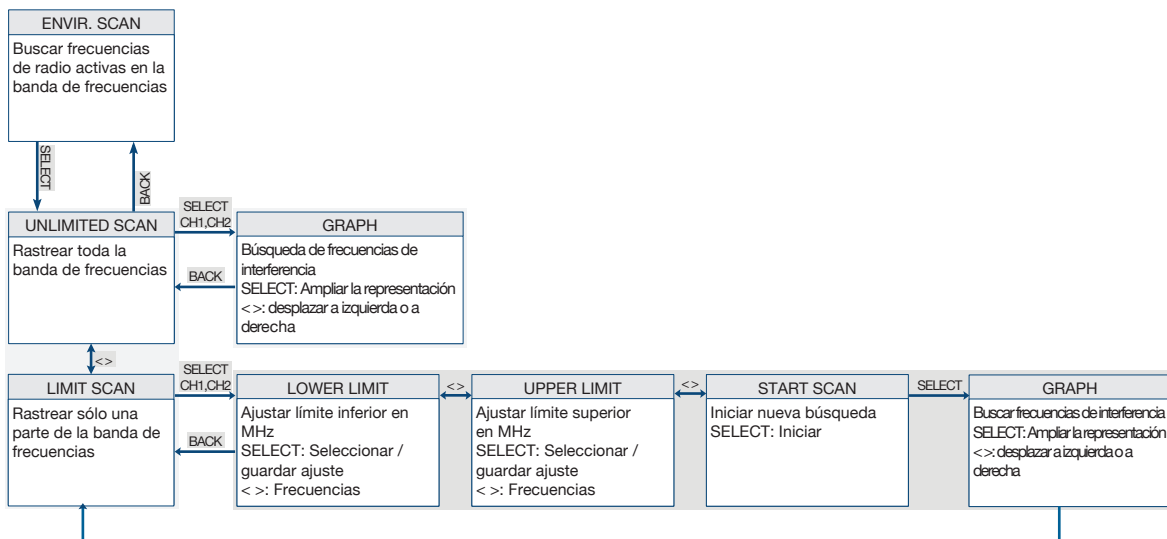 ENVIR. SCAN
Buscar frecuencias
de radio activas en la
banda de frecuencias
SELECT
BACK
UNLIMITED SCAN
Rastrear toda la
banda de frecuencias
SELECT
CH1,CH2
BACK
GRAPH
Búsqueda de frecuencias de
interferencia
SELECT: Ampliar la representación
< >: desplazar a izquierda o a
derecha
< >
LIMIT SCAN
Rastrear sólo una
parte de la banda de
frecuencias
SELECT
CH1,CH2
BACK
LOWER LIMIT
Ajustar límite inferior en
MHz
SELECT: Seleccionar /
guardar ajuste
< >: Frecuencias
< >
UPPER LIMIT
Ajustar límite superior
en MHz
SELECT: Seleccionar /
guardar ajuste
< >: Frecuencias
< >
START SCAN
Iniciar nueva búsqueda
SELECT: Iniciar
SELECT
GRAPH
Buscar frecuencias de interferencia
SELECT: Ampliar la representación
< >: desplazar a izquierda o a
derecha